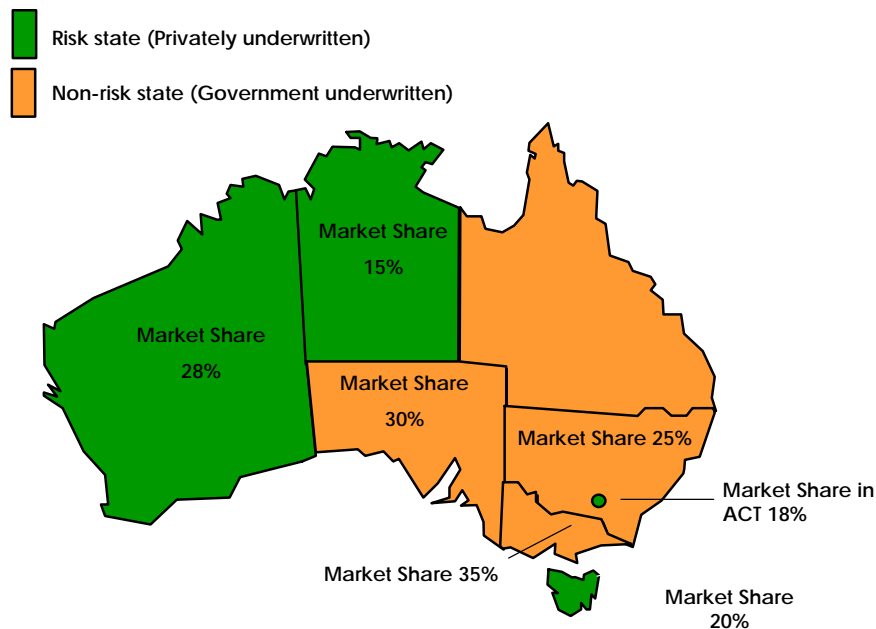 Risk state (Privately underwritten)
Non-risk state (Government underwritten)
Market Share
15%
Market Share
28%
Market Share
30%
Market Share 25%
Market Share in
ACT 18%
Market Share 35%
Market Share
20%